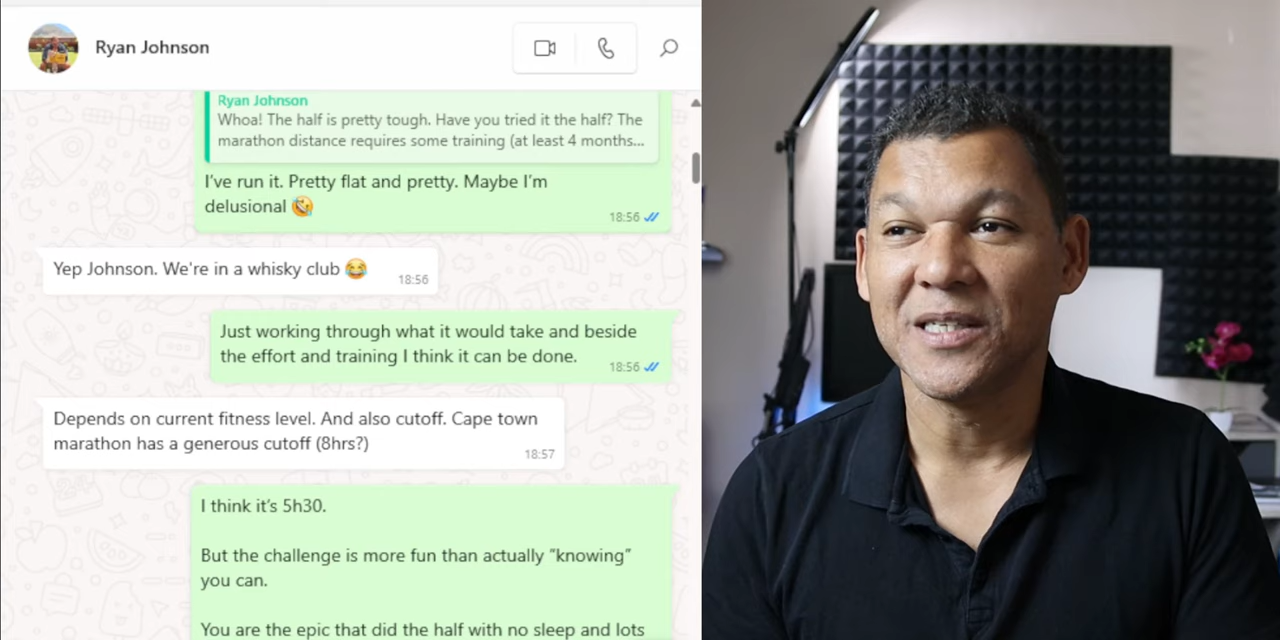 Ryan Johnson
Ryan Johnson
Whoa! The half is pretty tough. Have you tried it the half? The
marathon distance requires some training (at least 4 months...
I've run it. Pretty flat and pretty. Maybe I'm
delusional 🤣
18:56
Yep Johnson. We're in a whisky club 😂
18:56
Just working through what it would take and beside
the effort and training I think it can be done.
18:56
Depends on current fitness level. And also cutoff. Cape town
marathon has a generous cutoff (8hrs?)
18:57
I think it's 5h30.
But the challenge is more fun than actually "knowing"
you can.
You are the epic that did the half with no sleep and lots